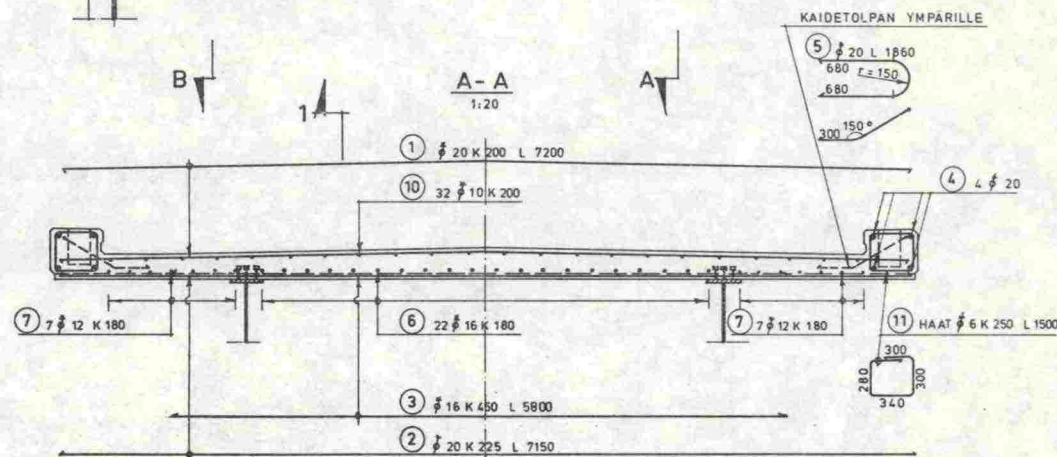 KAIDETOLPAN YMPÄRILLE
5 ϕ 20 L 1860
680 r = 150
680
300 150°
B A-A A
1:20
1
1 ϕ 20 K 200 L 7200
10 32 ϕ 10 K 200
4 4 ϕ 20
7 7 ϕ 12 K 180
6 22 ϕ 16 K 180
7 7 ϕ 12 K 180
11 HAAT ϕ 6 K 250 L 1500
300
280
300
340
3 ϕ 16 K 450 L 5800
2 ϕ 20 K 225 L 7150